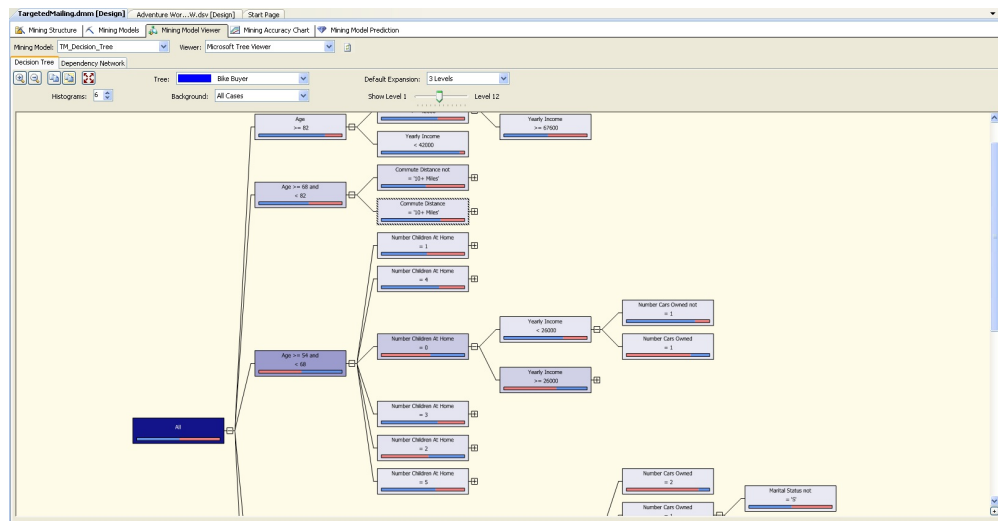 TargetedMailing.dmm [Design] Adventure Wor...W.dsv [Design] Start Page
Mining Structure Mining Models Mining Model Viewer Mining Accuracy Chart Mining Model Prediction
Mining Model: TM_Decision_Tree Viewer: Microsoft Tree Viewer
Decision Tree Dependency Network
Tree: Bike Buyer Default Expansion: 3 Levels
Histograms: 6 Background: All Cases Show Level 1 Level 12
Age
>= 82
Yearly Income
>= 67600
Yearly Income
< 42000
Commute Distance not
= '10+ Miles'
Age >= 68 and
< 82
Commute Distance
= '10+ Miles'
Number Children At Home
= 1
Number Children At Home
= 4
Number Cars Owned not
= 1
Yearly Income
< 26000
Number Children At Home
= 0
Number Cars Owned
= 1
Age >= 54 and
< 68
Yearly Income
>= 26000
Number Children At Home
= 3
All
Number Children At Home
= 2
Number Children At Home
= 5
Number Cars Owned
= 2
Marital Status not
= 'S'
Number Cars Owned